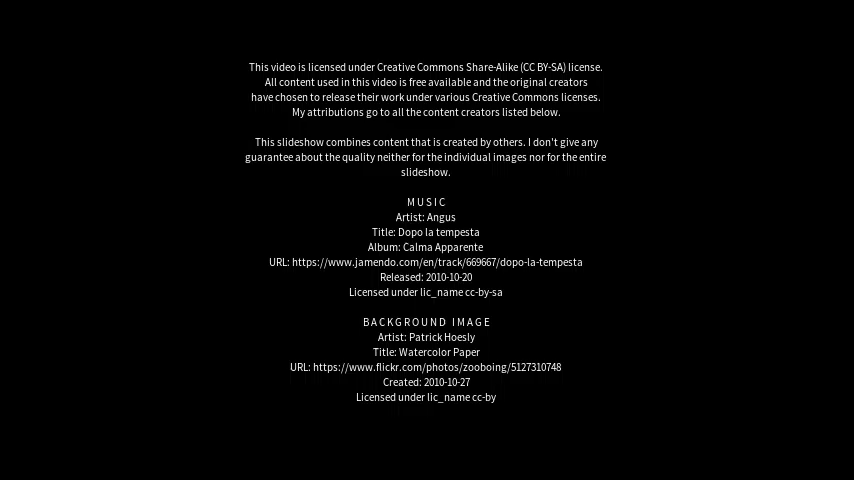 This video is licensed under Creative Commons Share-Alike (CC BY-SA) license.
All content used in this video is free available and the original creators
have chosen to release their work under various Creative Commons licenses.
My attributions go to all the content creators listed below.
This slideshow combines content that is created by others. I don't give any
guarantee about the quality neither for the individual images nor for the entire
slideshow.
MUSIC
Artist: Angus
Title: Dopo la tempesta
Album: Calma Apparente
URL: https://www.jamendo.com/en/track/669667/dopo-la-tempesta
Released: 2010-10-20
Licensed under lic_name cc-by-sa
BACKGROUND IMAGE
Artist: Patrick Hoesly
Title: Watercolor Paper
URL: https://www.flickr.com/photos/zooboing/5127310748
Created: 2010-10-27
Licensed under lic_name cc-by